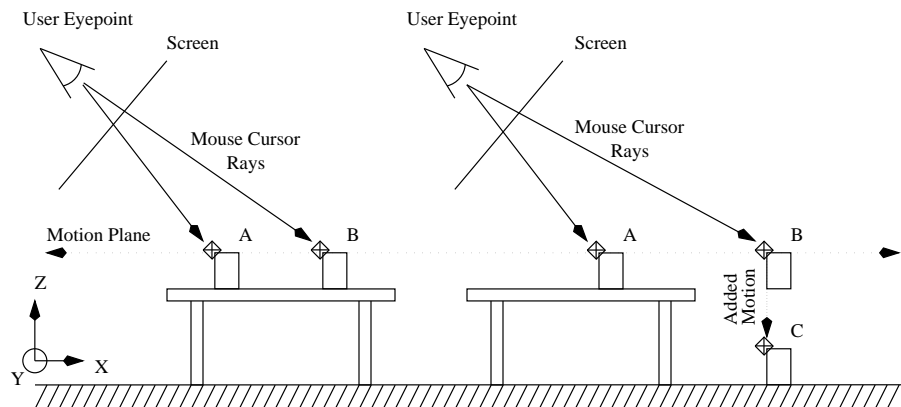 User Eyepoint
Screen
Mouse Cursor
Rays
Motion Plane
A
B
Z
X
Y
User Eyepoint
Screen
Mouse Cursor
Rays
A
B
Added
Motion
C